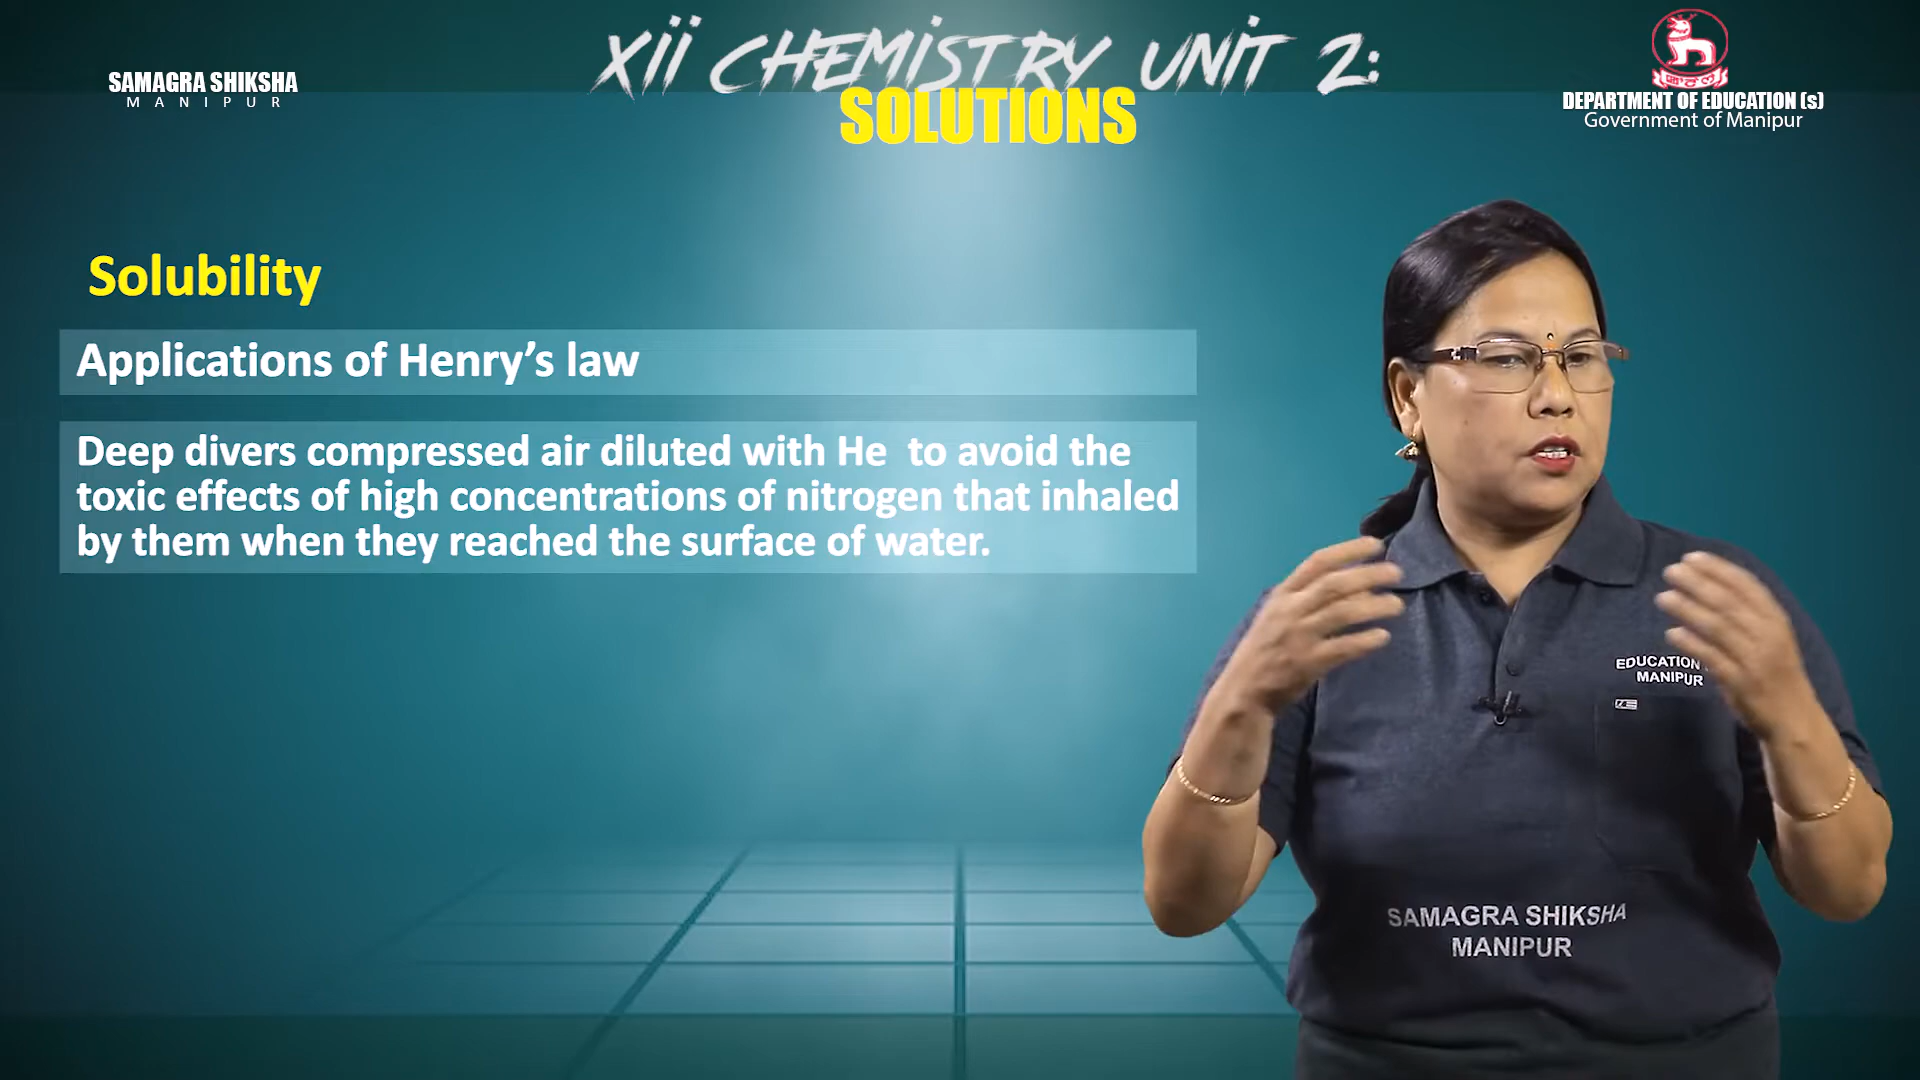 XII CHEMISTRY UNIT 2:
SOLUTIONS
SAMAGRA SHIKSHA
MANIPUR
DEPARTMENT OF EDUCATION (s)
Government of Manipur
Solubility
Applications of Henry’s law
Deep divers compressed air diluted with He to avoid the
toxic effects of high concentrations of nitrogen that inhaled
by them when they reached the surface of water.
EDUCATION
MANIPUR
SAMAGRA SHIKSHA
MANIPUR